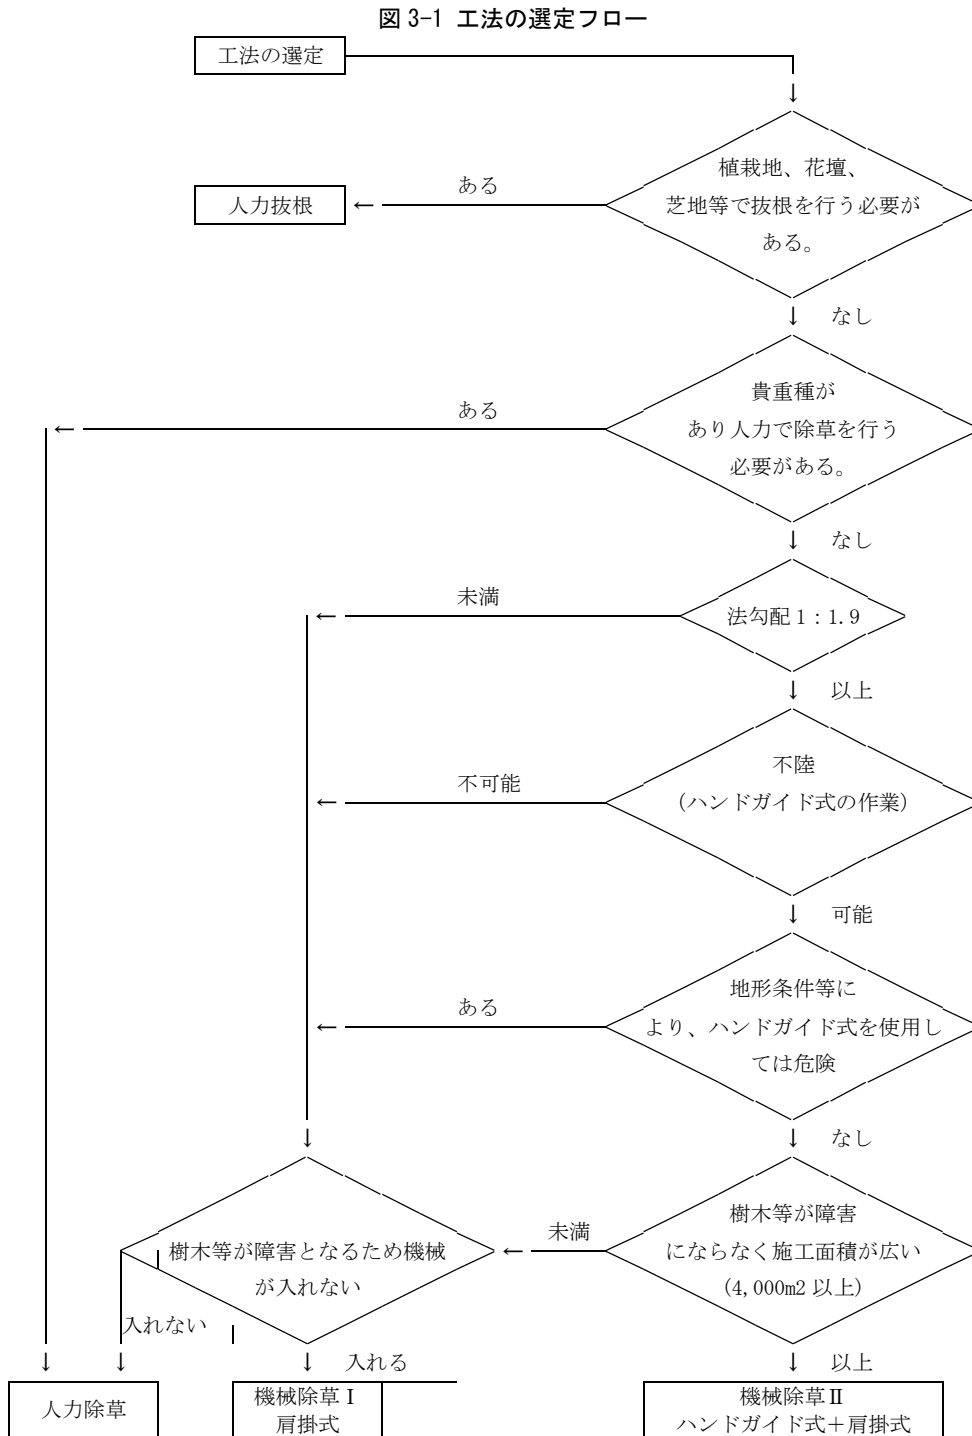 図 3-1 工法の選定フロー
工法の選定
↓
植栽地、花壇、
芝地等で抜根を行う必要が
ある。
ある
←
人力抜根
↓ なし
貴重種が
あり人力で除草を行う
必要がある。
ある
←
↓ なし
法勾配 1：1.9
未満
←
↓ 以上
不陸
（ハンドガイド式の作業）
不可能
←
↓ 可能
地形条件等に
より、ハンドガイド式を使用し
ては危険
ある
←
↓ なし
樹木等が障害
にならなく施工面積が広い
(4,000m2 以上)
未満
←
↓
樹木等が障害となるため機械
が入れない
入れない
↓ ↓
↓ 入れる
↓ 以上
人力除草
機械除草Ⅰ
肩掛式
機械除草Ⅱ
ハンドガイド式＋肩掛式